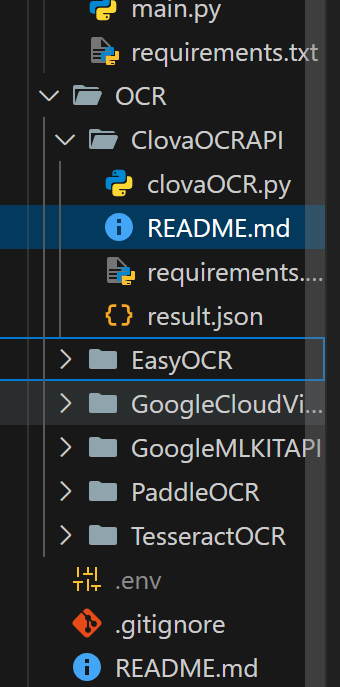 main.py
requirements.txt
OCR
ClovaOCRAPI
clovaOCR.py
README.md
requirements....
result.json
EasyOCR
GoogleCloudVi...
GoogleMLKITAPI
PaddleOCR
TesseractOCR
.env
.gitignore
README.md